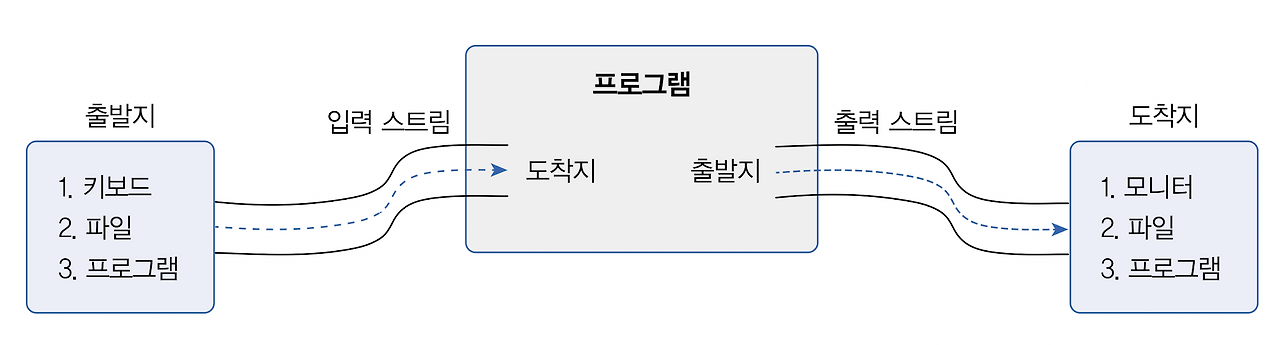 프로그램
출발지
입력 스트림
출력 스트림
도착지
1. 키보드
2. 파일
3. 프로그램
도착지
출발지
1. 모니터
2. 파일
3. 프로그램